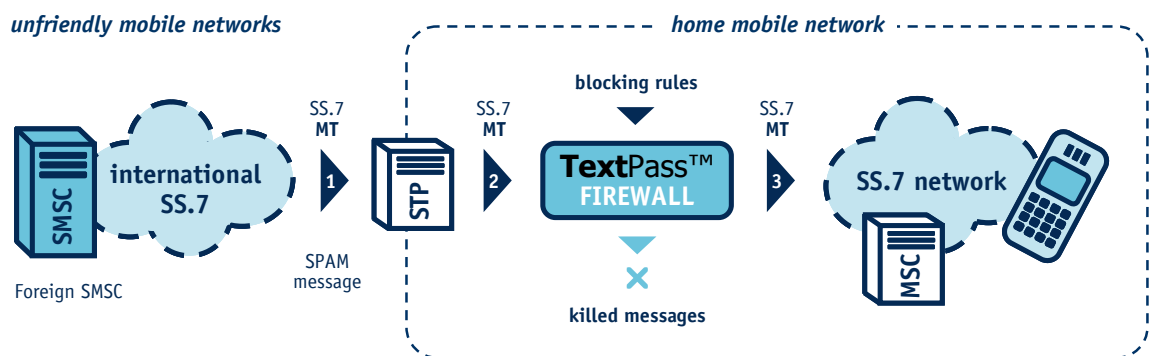 unfriendly mobile networks
home mobile network
blocking rules
SS.7
MT
SS.7
MT
SS.7
MT
SMSC
international
SS.7
1
STP
2
TextPass™
FIREWALL
3
SS.7 network
MSC
SPAM
message
Foreign SMSC
killed messages